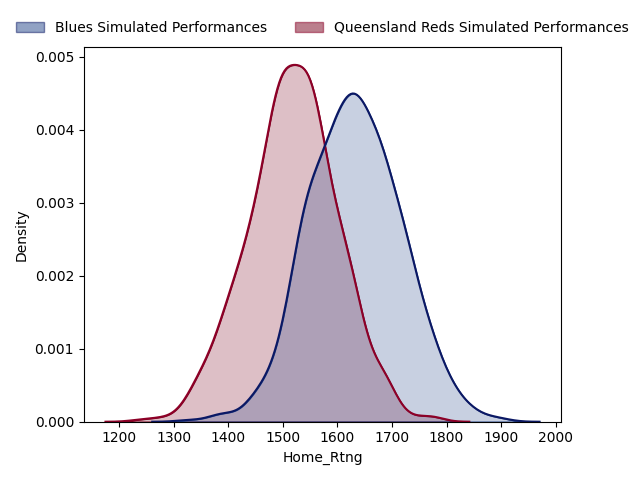 Blues Simulated Performances Queensland Reds Simulated Performances
0.005
0.004
0.003
0.002
0.001
0.000
Density
1200 1300 1400 1500 1600 1700 1800 1900 2000
Home_Rtng